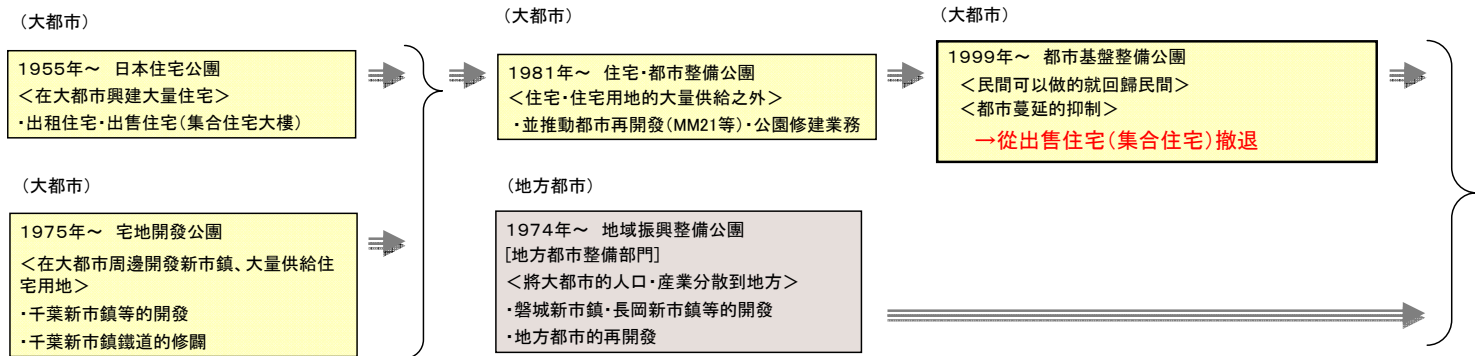 （大都市）
1955年～ 日本住宅公團
＜在大都市興建大量住宅＞
・出租住宅・出售住宅（集合住宅大樓）
（大都市）
1975年～ 宅地開發公團
＜在大都市周邊開發新市鎮、大量供給住
宅用地＞
・千葉新市鎮等的開發
・千葉新市鎮鐵道的修闢
（大都市）
1981年～ 住宅・都市整備公團
＜住宅・住宅用地的大量供給之外＞
・並推動都市再開發（MM21等）・公園修建業務
（地方都市）
1974年～ 地域振興整備公團
［地方都市整備部門］
＜將大都市的人口・產業分散到地方＞
・磐城新市鎮・長岡新市鎮等的開發
・地方都市的再開發
（大都市）
1999年～ 都市基盤整備公團
＜民間可以做的就回歸民間＞
＜都市蔓延的抑制＞
→從出售住宅（集合住宅）撤退